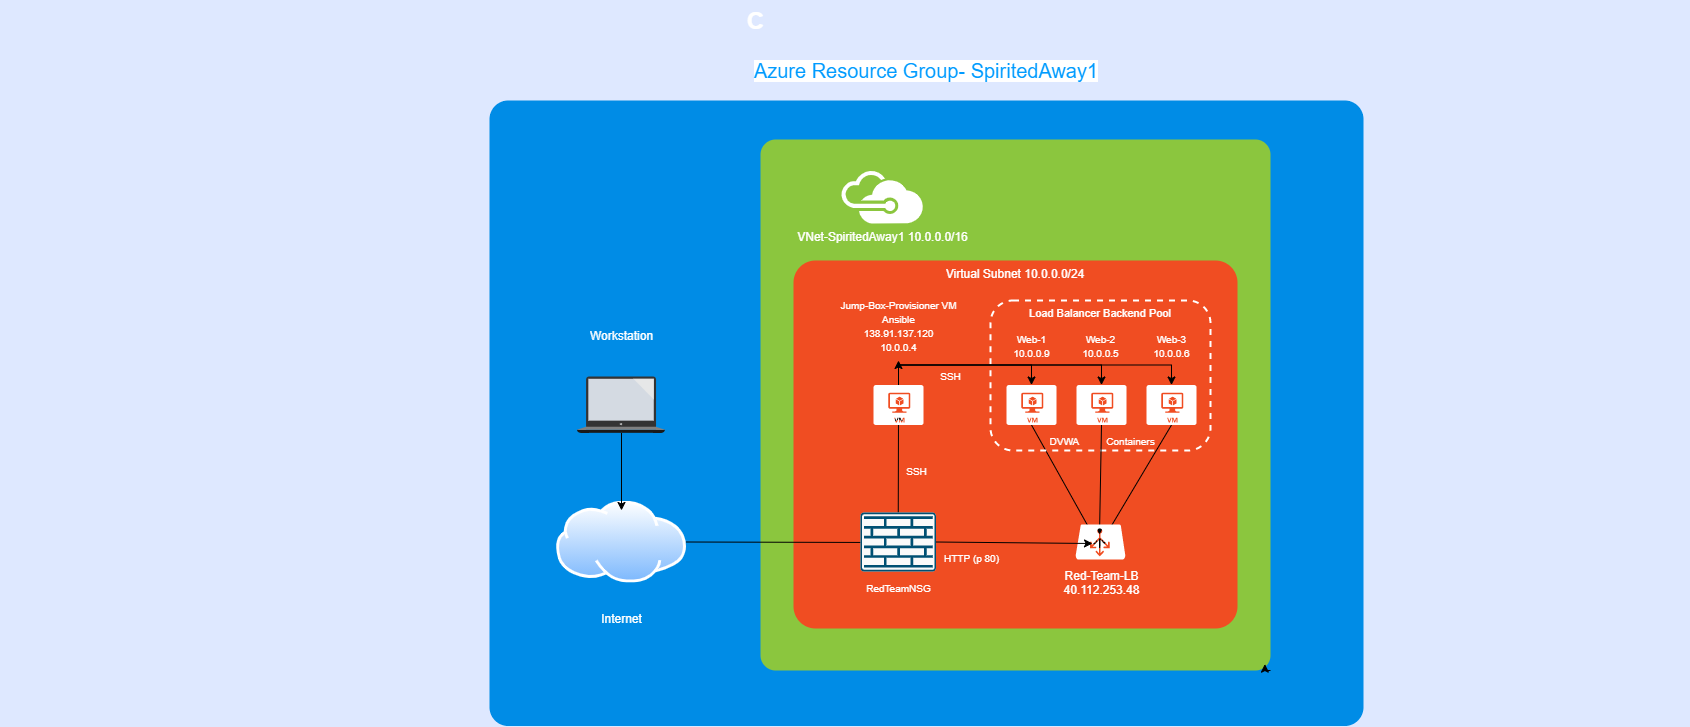 C
Azure Resource Group- SpiritedAway1
VNet-SpiritedAway1 10.0.0.0/16
Virtual Subnet 10.0.0.0/24
Jump-Box-Provisioner VM
Ansible
138.91.137.120
10.0.0.4
Load Balancer Backend Pool
Web-1
10.0.0.9
Web-2
10.0.0.5
Web-3
10.0.0.6
Workstation
SSH
VM
VM
VM
VM
DVWA
Containers
SSH
HTTP (p 80)
RedTeamNSG
Red-Team-LB
40.112.253.48
Internet